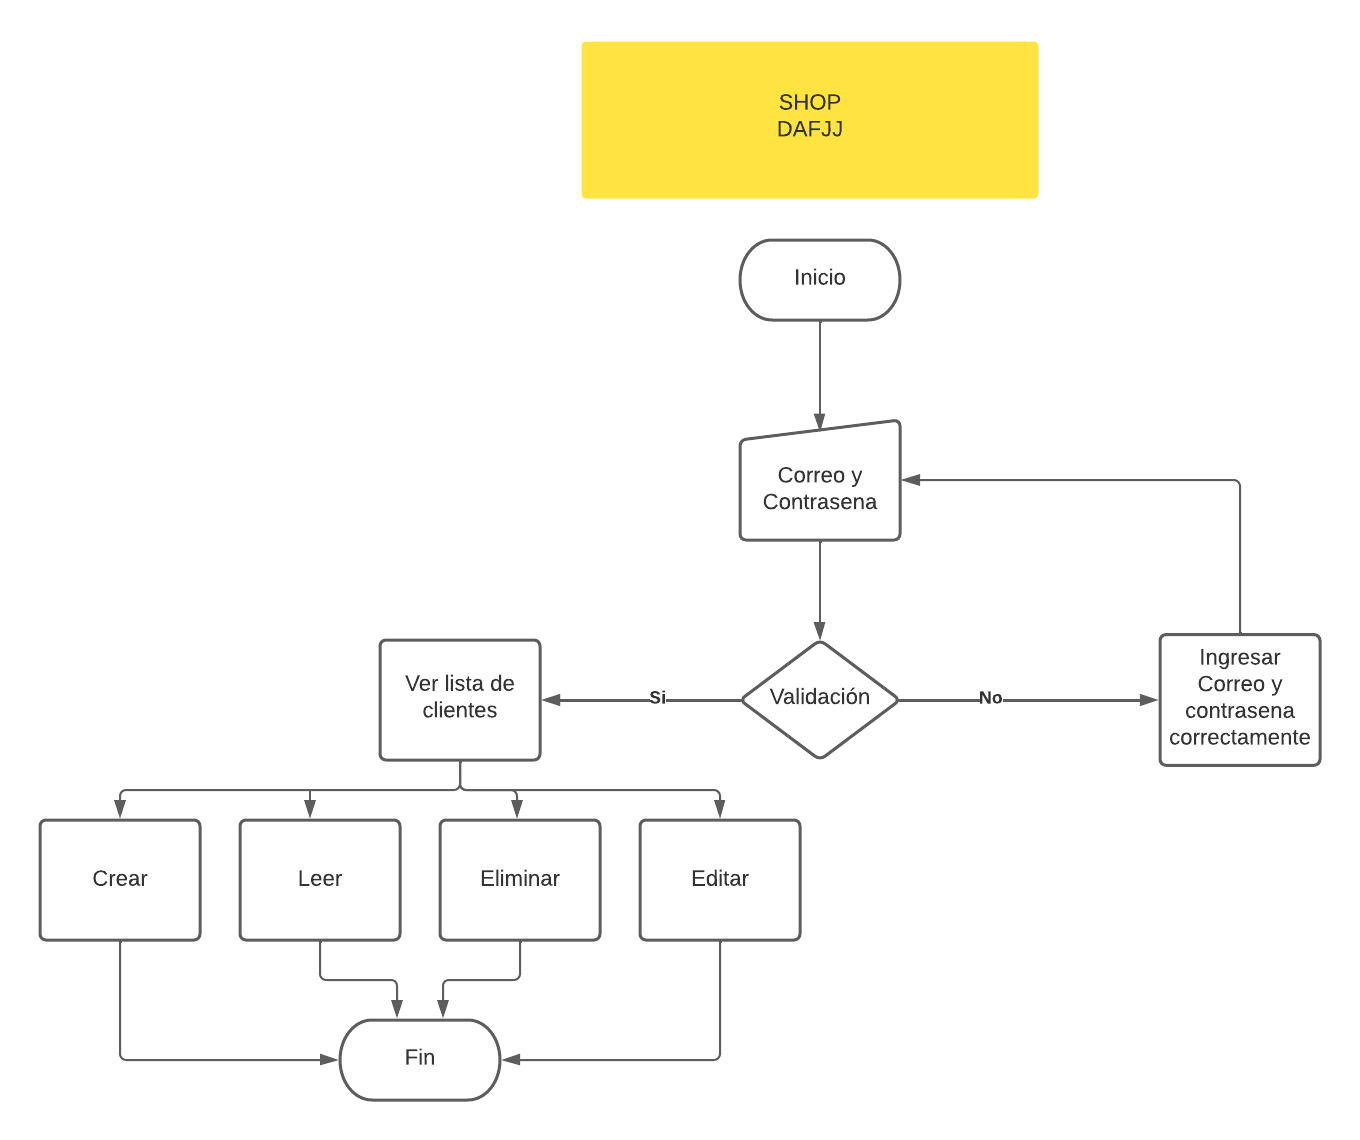 SHOP
DAFJJ
Inicio
Correo y
Contrasena
Validación
Si
No
Ver lista de
clientes
Ingresar
Correo y
contrasena
correctamente
Crear
Leer
Eliminar
Editar
Fin